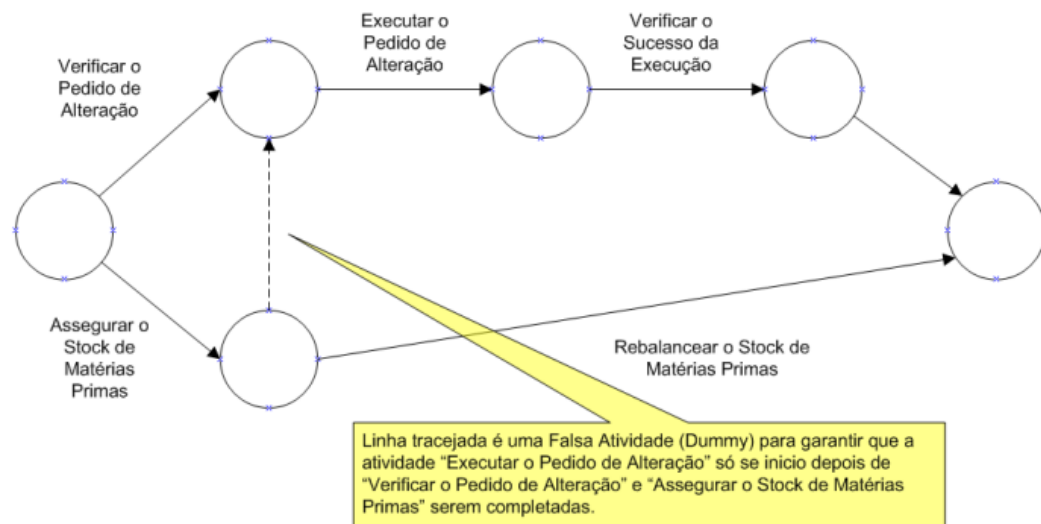 Verificar o
Pedido de
Alteração
Executar o
Pedido de
Alteração
Verificar o
Sucesso da
Execução
Assegurar o
Stock de
Matérias
Primas
Rebalancear o Stock de
Matérias Primas
Linha tracejada é uma Falsa Atividade (Dummy) para garantir que a
atividade “Executar o Pedido de Alteração” só se inicio depois de
“Verificar o Pedido de Alteração” e “Assegurar o Stock de Matérias
Primas” serem completadas.